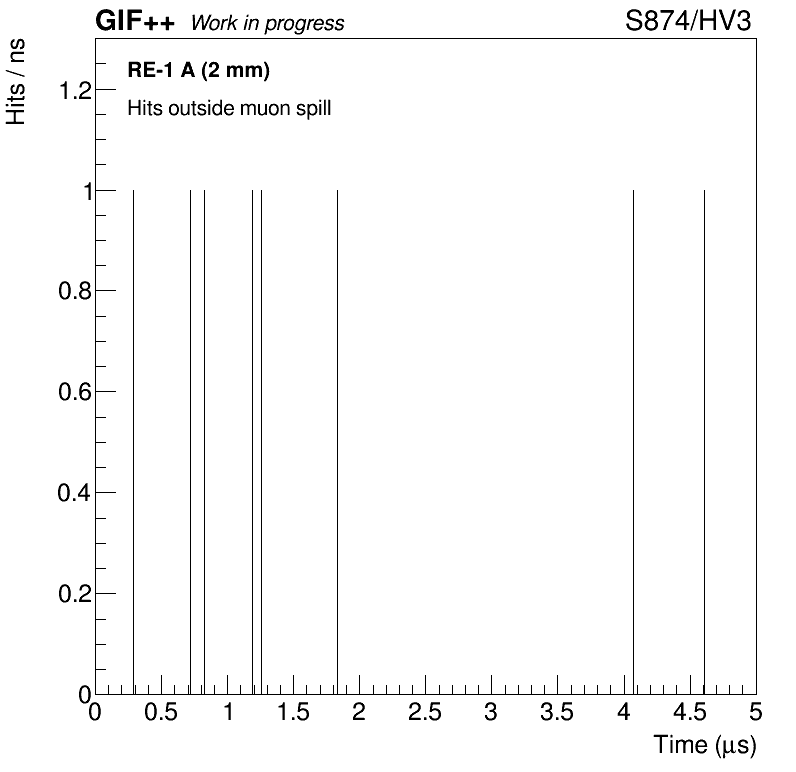 GIF++ Work in progress S874/HV3
Hits / ns
RE-1 A (2 mm)
Hits outside muon spill
1.2
1
0.8
0.6
0.4
0.2
0
0 0.5 1 1.5 2 2.5 3 3.5 4 4.5 5
Time (μs)